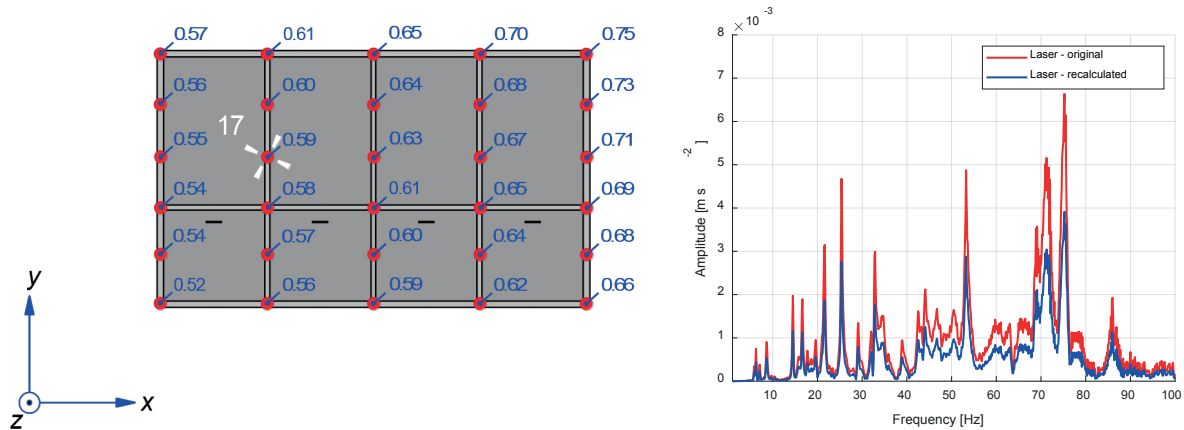 0.57 0.61 0.65 0.70 0.75
0.56 0.60 0.64 0.68 0.73
17
0.55 0.59 0.63 0.67 0.71
0.54 0.58 0.61 0.65 0.69
0.54 0.57 0.60 0.64 0.68
0.52 0.56 0.59 0.62 0.66
y
z
x
× 10⁻³
8
7
6
5
4
3
2
1
0
Amplitude [m s⁻²]
Laser - original
Laser - recalculated
10 20 30 40 50 60 70 80 90 100
Frequency [Hz]